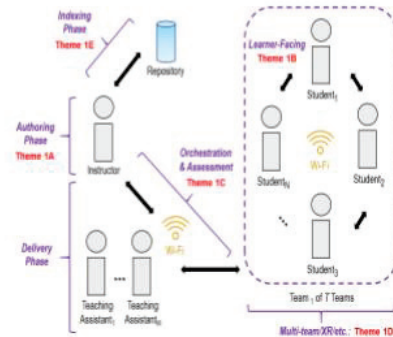 Indexing
Phase
Theme 1E
Repository
Authoring
Phase
Theme 1A
Instructor
Orchestration
& Assessment
Theme 1C
Delivery
Phase
Wi-Fi
Teaching
Assistant1
...
Teaching
AssistantM
Learner-Facing
Theme 1B
Student1
StudentN
Wi-Fi
Student2
...
Student3
Team 1 of T Teams
Multi-team/XR/etc.: Theme 1D